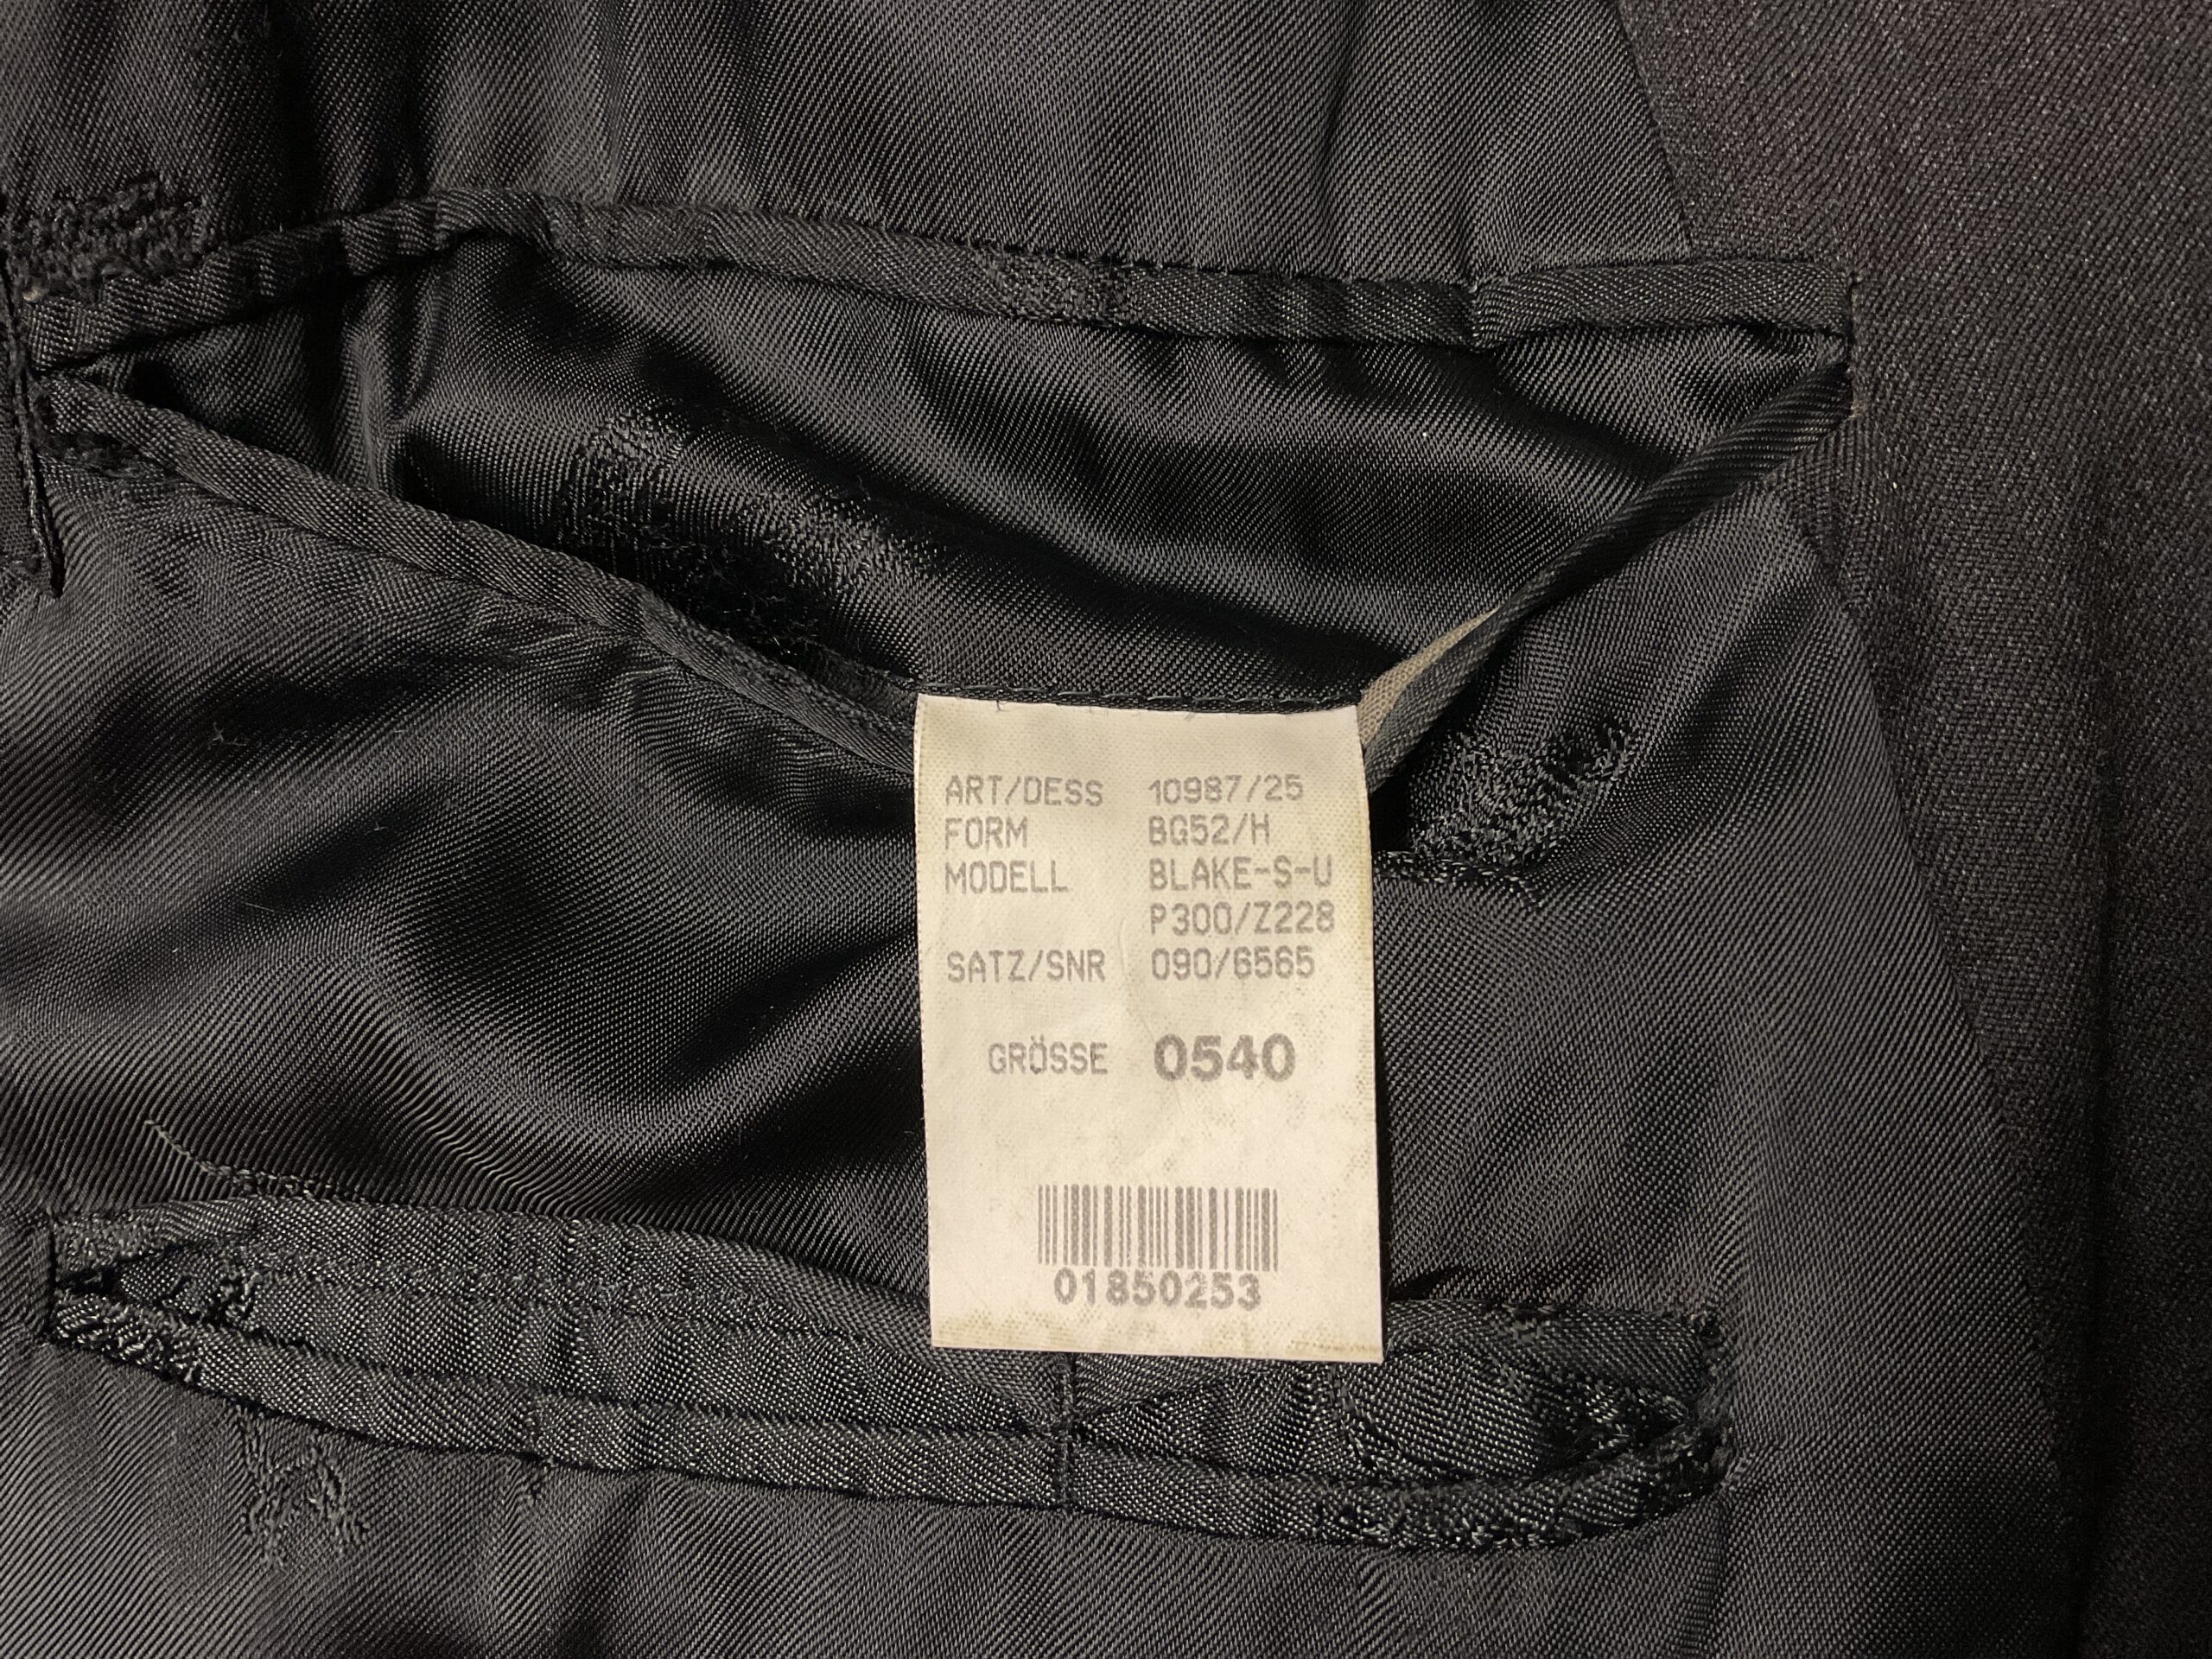 ART/DESS 10987/25
FORM BG52/H
MODELL BLAKE-S-U
P300/Z228
SATZ/SNR 090/6565
GRÖSSE 0540
01850253